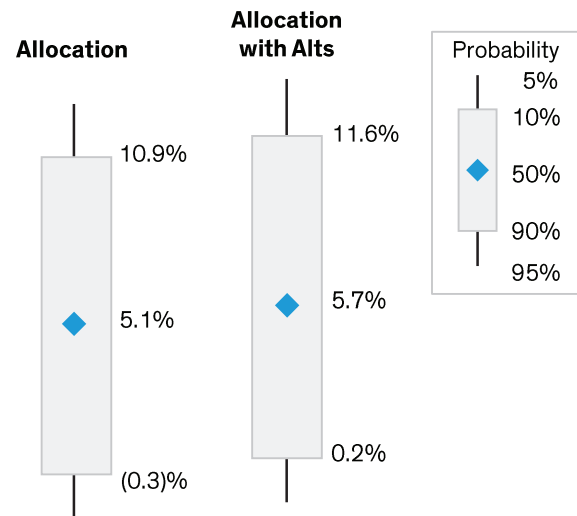 Allocation
10.9%
5.1%
(0.3)%
Allocation
with Alts
11.6%
5.7%
0.2%
Probability
5%
10%
50%
90%
95%